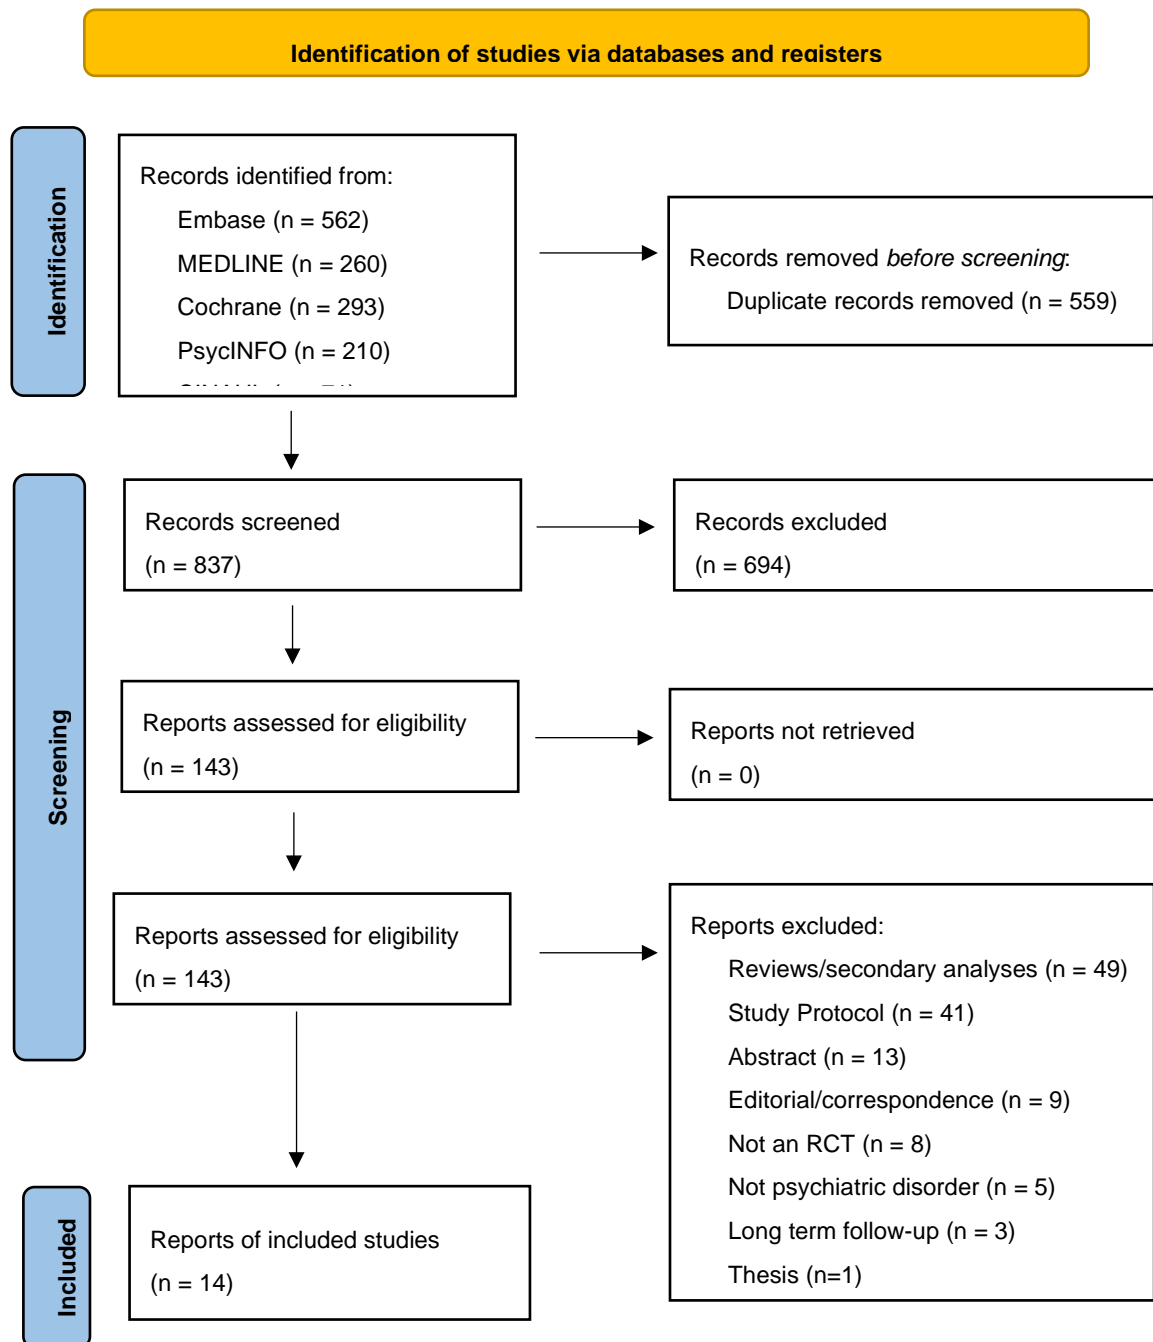 Identification of studies via databases and registers
Identification
Records identified from:
Embase (n = 562)
MEDLINE (n = 260)
Cochrane (n = 293)
PsycINFO (n = 210)
Records removed before screening:
Duplicate records removed (n = 559)
Screening
Records screened
(n = 837)
Records excluded
(n = 694)
Reports assessed for eligibility
(n = 143)
Reports not retrieved
(n = 0)
Reports assessed for eligibility
(n = 143)
Reports excluded:
Reviews/secondary analyses (n = 49)
Study Protocol (n = 41)
Abstract (n = 13)
Editorial/correspondence (n = 9)
Not an RCT (n = 8)
Not psychiatric disorder (n = 5)
Long term follow-up (n = 3)
Thesis (n=1)
Included
Reports of included studies
(n = 14)